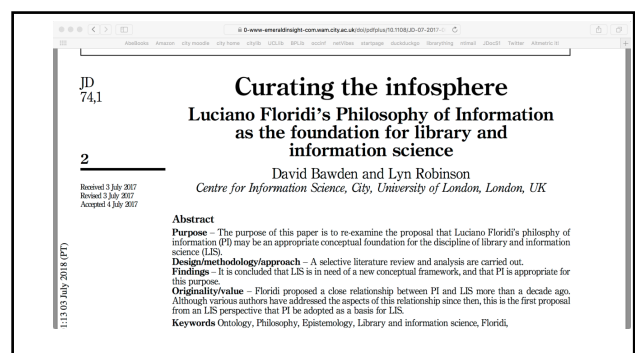 0-www-emeraldinsight-com.wam.city.ac.uk/doi/pdfplus/10.1108/JD-07-2017-
AbeBooks Amazon city-moodle city home citylib UCLlib BPLib socinf netvibes startpage duckduckgo librarything inhmail JDocS1 Twitter Altmetric It!
JD
74,1
2
Received 3 July 2017
Revised 3 July 2017
Accepted 4 July 2017
1:13 03 July 2018 (PT)
Curating the infosphere
Luciano Floridi's Philosophy of Information
as the foundation for library and
information science
David Bawden and Lyn Robinson
Centre for Information Science, City, University of London, London, UK
Abstract
Purpose – The purpose of this paper is to re-examine the proposal that Luciano Floridi's philsophy of
information (PI) may be an appropriate conceptual foundation for the discipline of library and information
science (LIS).
Design/methodology/approach – A selective literature review and analysis are carried out.
Findings – It is concluded that LIS is in need of a new conceptual framework, and that PI is appropriate for
this purpose.
Originality/value – Floridi proposed a close relationship between PI and LIS more than a decade ago.
Although various authors have addressed the aspects of this relationship since then, this is the first proposal
from an LIS perspective that PI be adopted as a basis for LIS.
Keywords Ontology, Philosophy, Epistemology, Library and information science, Floridi,